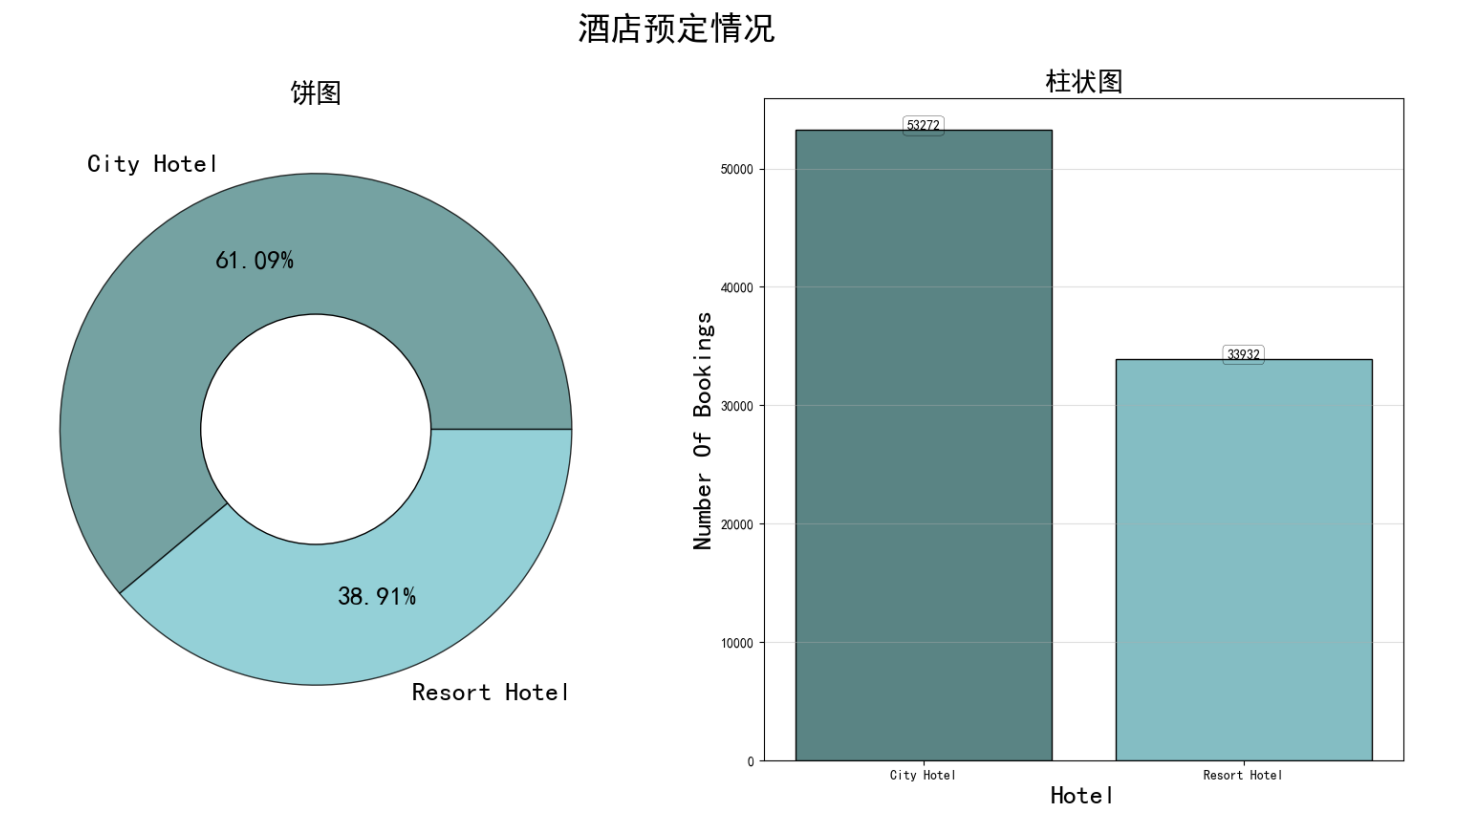 酒店预定情况
饼图
City Hotel
61.09%
38.91%
Resort Hotel
柱状图
53272
33932
50000
40000
30000
20000
10000
0
Number Of Bookings
City Hotel
Resort Hotel
Hotel